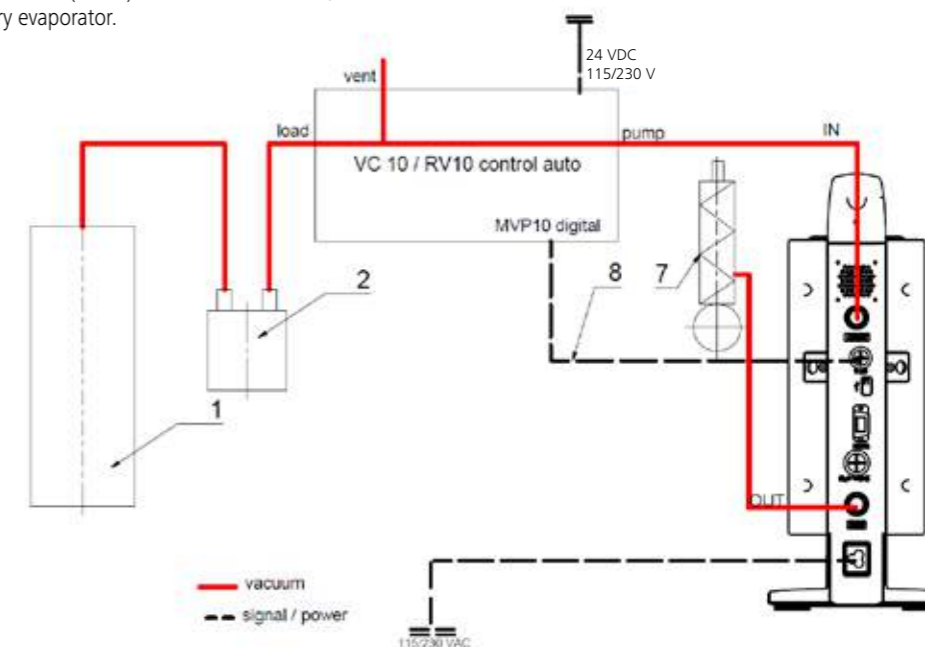 ry evaporator.
24 VDC
115/230 V
vent
load
pump
IN
VC 10 / RV10 control auto
MVP10 digital
8
7
2
1
OUT
vacuum
signal / power
115/230 VAC